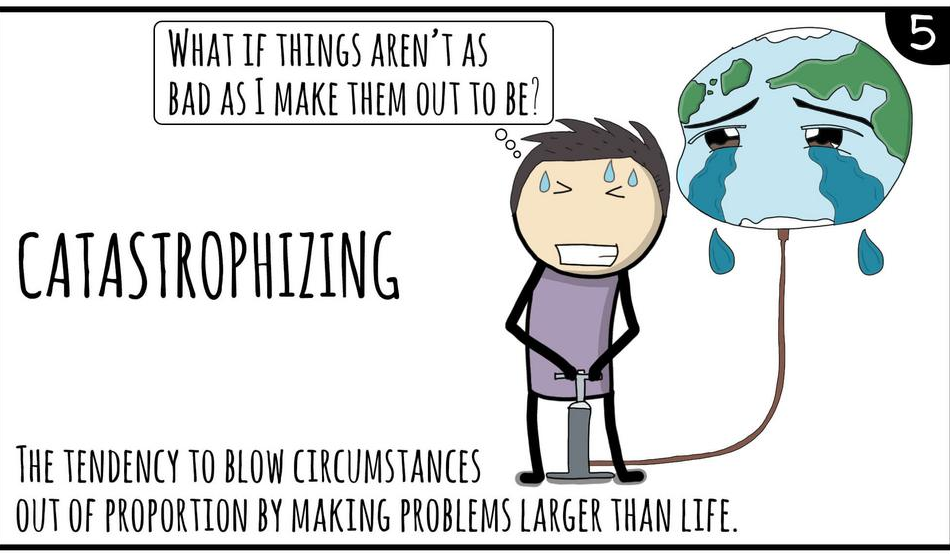 5
WHAT IF THINGS AREN'T AS
BAD AS I MAKE THEM OUT TO BE?
CATASTROPHIZING
THE TENDENCY TO BLOW CIRCUMSTANCES
OUT OF PROPORTION BY MAKING PROBLEMS LARGER THAN LIFE.